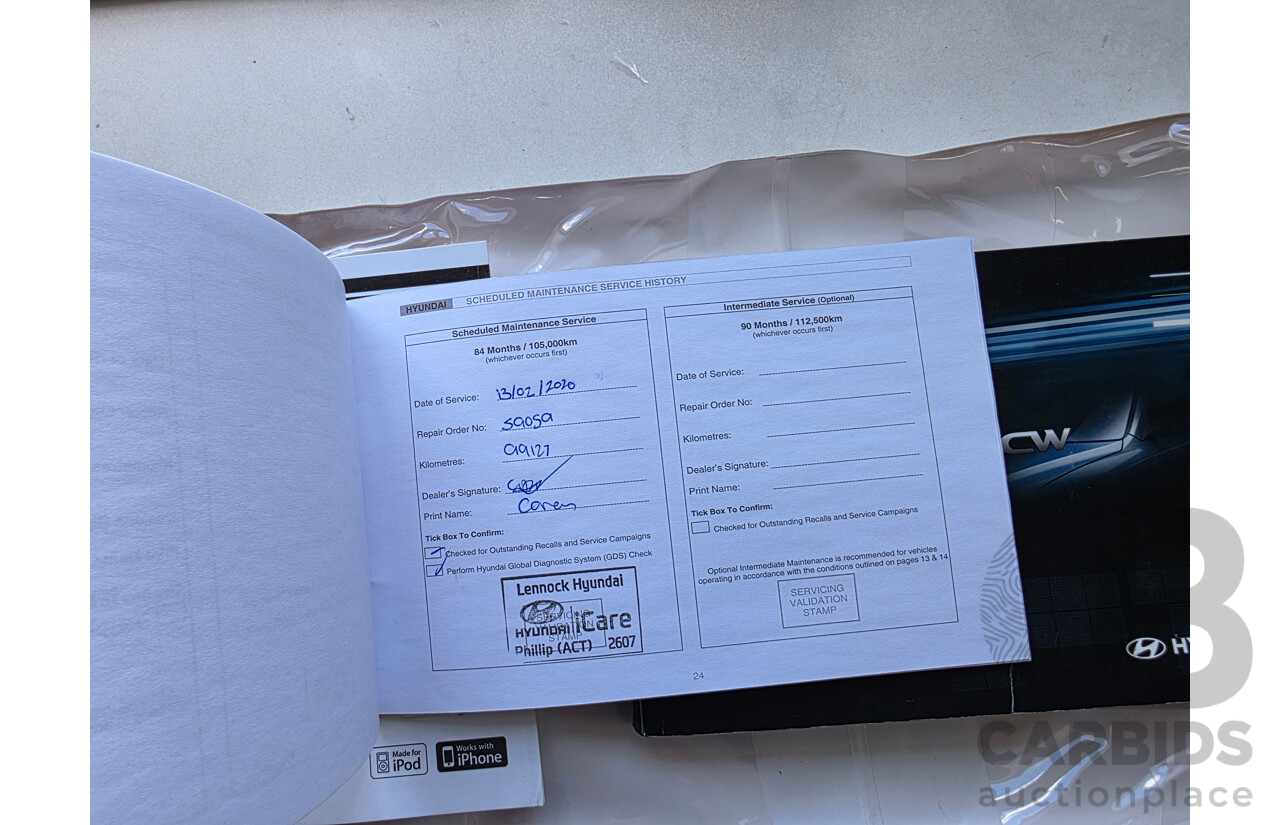 HYUNDAI SCHEDULED MAINTENANCE SERVICE HISTORY
Scheduled Maintenance Service
84 Months / 105,000km
(whichever occurs first)
Date of Service: 13/02/2020
Repair Order No: 59059
Kilometres: 99127
Dealer's Signature:
Print Name:
Tick Box To Confirm:
Checked for Outstanding Recalls and Service Campaigns
Perform Hyundai Global Diagnostic System (GDS) Check
Lennock Hyundai
HYUNDAI iCare
Phillip (ACT) 2607
SERVICING
VALIDATION
STAMP
Intermediate Service (Optional)
90 Months / 112,500km
(whichever occurs first)
Date of Service:
Repair Order No:
Kilometres:
Dealer's Signature:
Print Name:
Tick Box To Confirm:
Checked for Outstanding Recalls and Service Campaigns
Optional Intermediate Maintenance is recommended for vehicles
operating in accordance with the conditions outlined on pages 13 & 14
SERVICING
VALIDATION
STAMP
24
Made for
iPod
Works with
iPhone
CW
B
CARBIDS
auctionplace